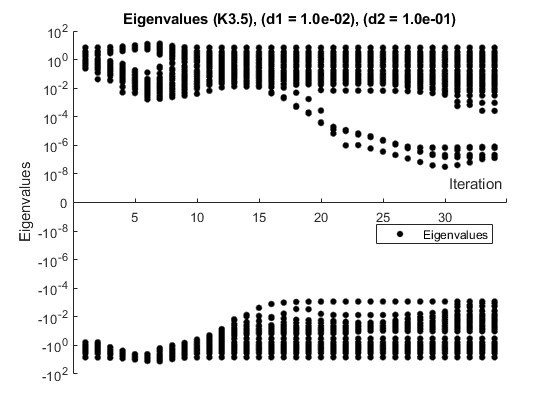 Eigenvalues (K3.5), (d1 = 1.0e-02), (d2 = 1.0e-01)
10^2
10^0
10^-2
10^-4
10^-6
10^-8
Iteration
0
5 10 15 20 25 30
Eigenvalues
Eigenvalues
-10^-8
-10^-6
-10^-4
-10^-2
-10^0
-10^2